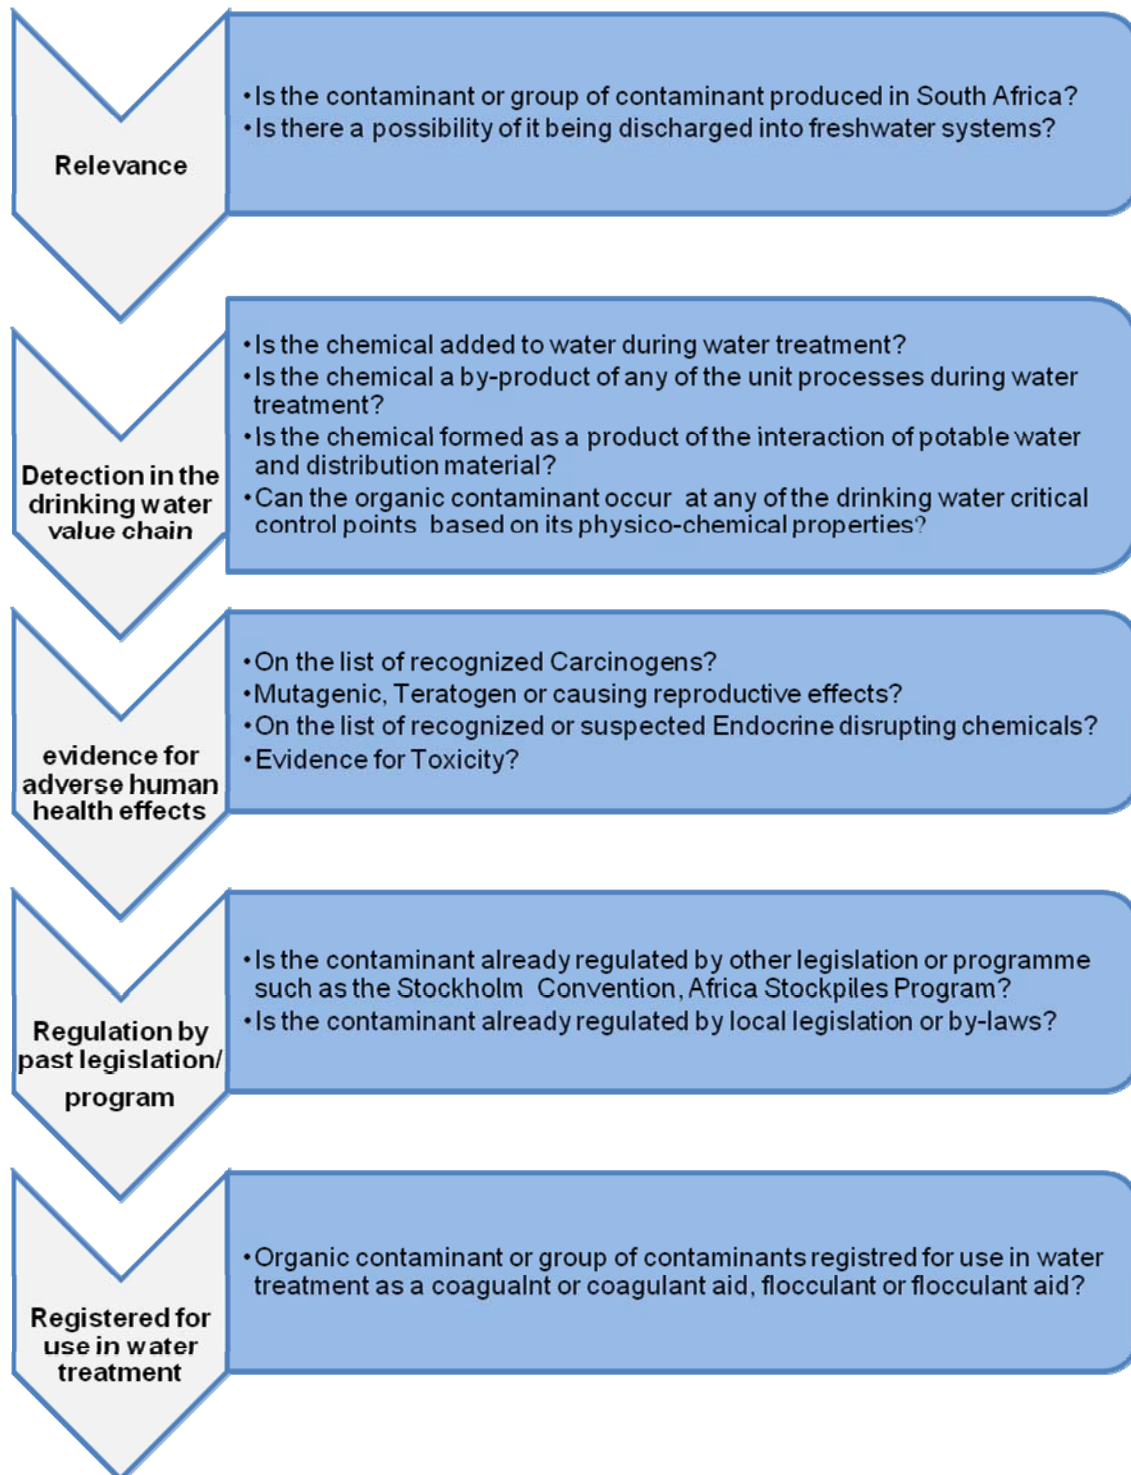 Relevance
•Is the contaminant or group of contaminant produced in South Africa?
•Is there a possibility of it being discharged into freshwater systems?
Detection in the
drinking water
value chain
•Is the chemical added to water during water treatment?
•Is the chemical a by-product of any of the unit processes during water
treatment?
•Is the chemical formed as a product of the interaction of potable water
and distribution material?
•Can the organic contaminant occur at any of the drinking water critical
control points based on its physico-chemical properties?
evidence for
adverse human
health effects
•On the list of recognized Carcinogens?
•Mutagenic, Teratogen or causing reproductive effects?
•On the list of recognized or suspected Endocrine disrupting chemicals?
•Evidence for Toxicity?
Regulation by
past legislation/
program
•Is the contaminant already regulated by other legislation or programme
such as the Stockholm Convention, Africa Stockpiles Program?
•Is the contaminant already regulated by local legislation or by-laws?
Registered for
use in water
treatment
•Organic contaminant or group of contaminants registred for use in water
treatment as a coagualnt or coagulant aid, flocculant or flocculant aid?